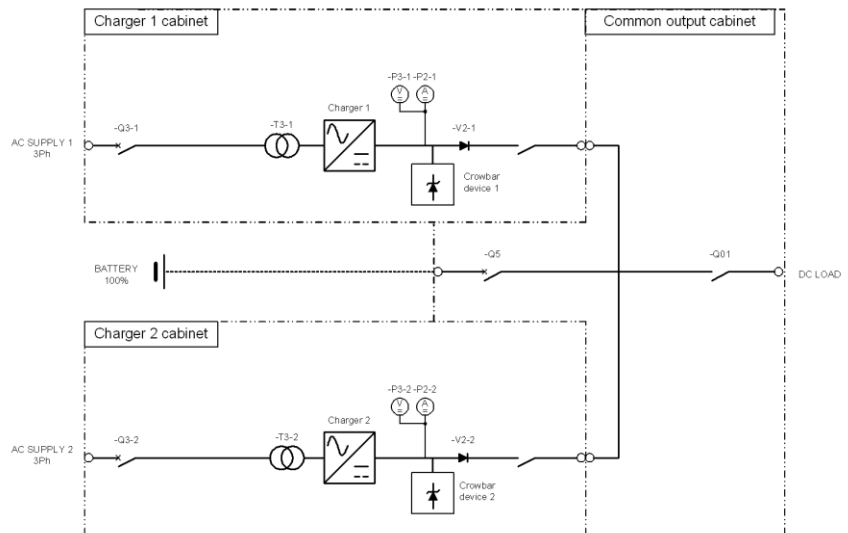 Charger 1 cabinet
Common output cabinet
-P3-1 -P2-1
V
A
Charger 1
-Q3-1
-T3-1
-V2-1
AC SUPPLY 1
3Ph
Crowbar
device 1
-Q5
-Q01
BATTERY
100%
DC LOAD
Charger 2 cabinet
-P3-2 -P2-2
V
A
Charger 2
-Q3-2
-T3-2
-V2-2
AC SUPPLY 2
3Ph
Crowbar
device 2